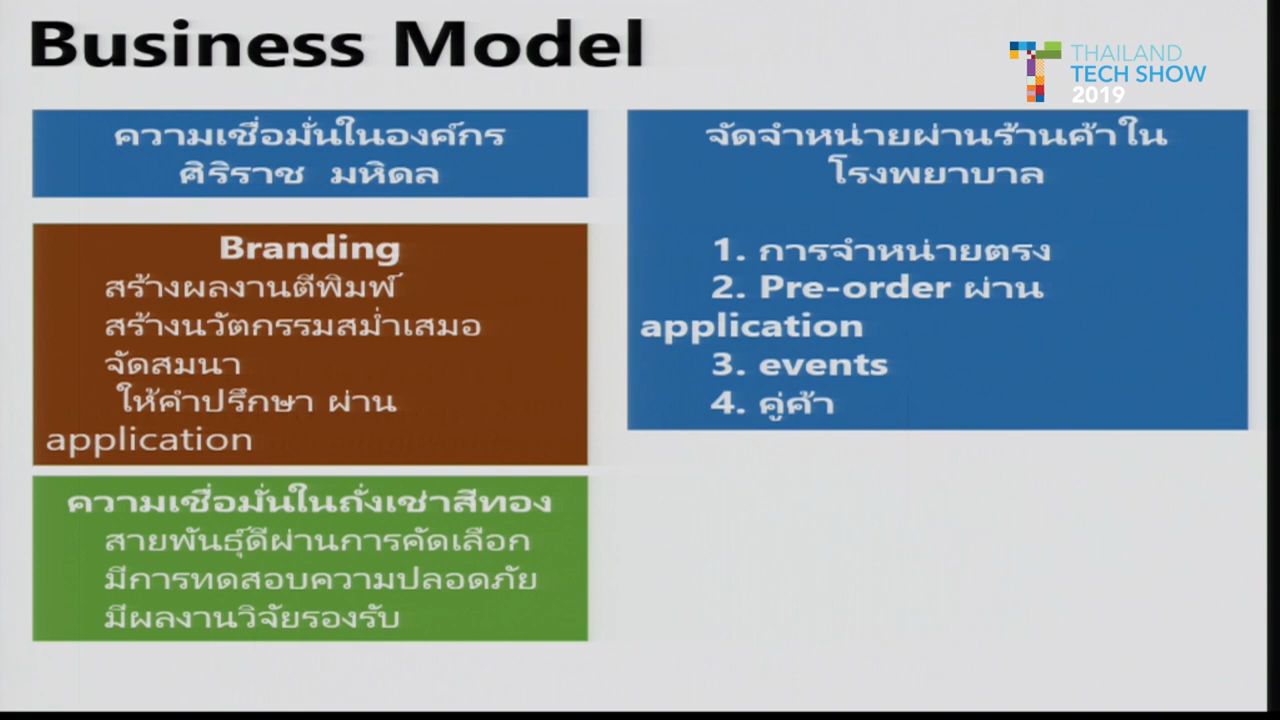 Business Model
THAILAND
TECH SHOW
2019
ความเชื่อมั่นในองค์กร
ศิริราช มหิดล
Branding
สร้างผลงานตีพิมพ์
สร้างนวัตกรรมสม่ำเสมอ
จัดสมนา
ให้คำปรึกษา ผ่าน
application
ความเชื่อมั่นในถั่งเช่าสีทอง
สายพันธุ์ดีผ่านการคัดเลือก
มีการทดสอบความปลอดภัย
มีผลงานวิจัยรองรับ
จัดจำหน่ายผ่านร้านค้าใน
โรงพยาบาล
1. การจำหน่ายตรง
2. Pre-order ผ่าน
application
3. events
4. คู่ค้า